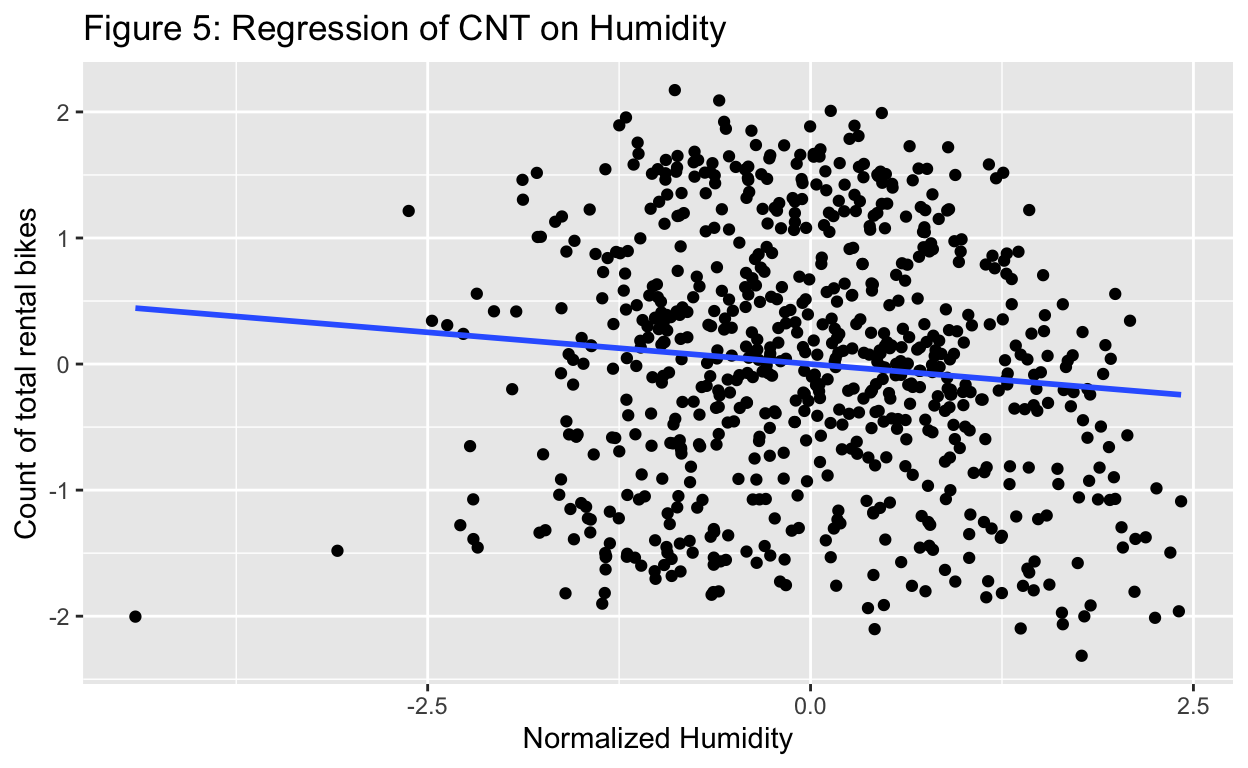 Figure 5: Regression of CNT on Humidity
Count of total rental bikes
2
1
0
-1
-2
-2.5 0.0 2.5
Normalized Humidity